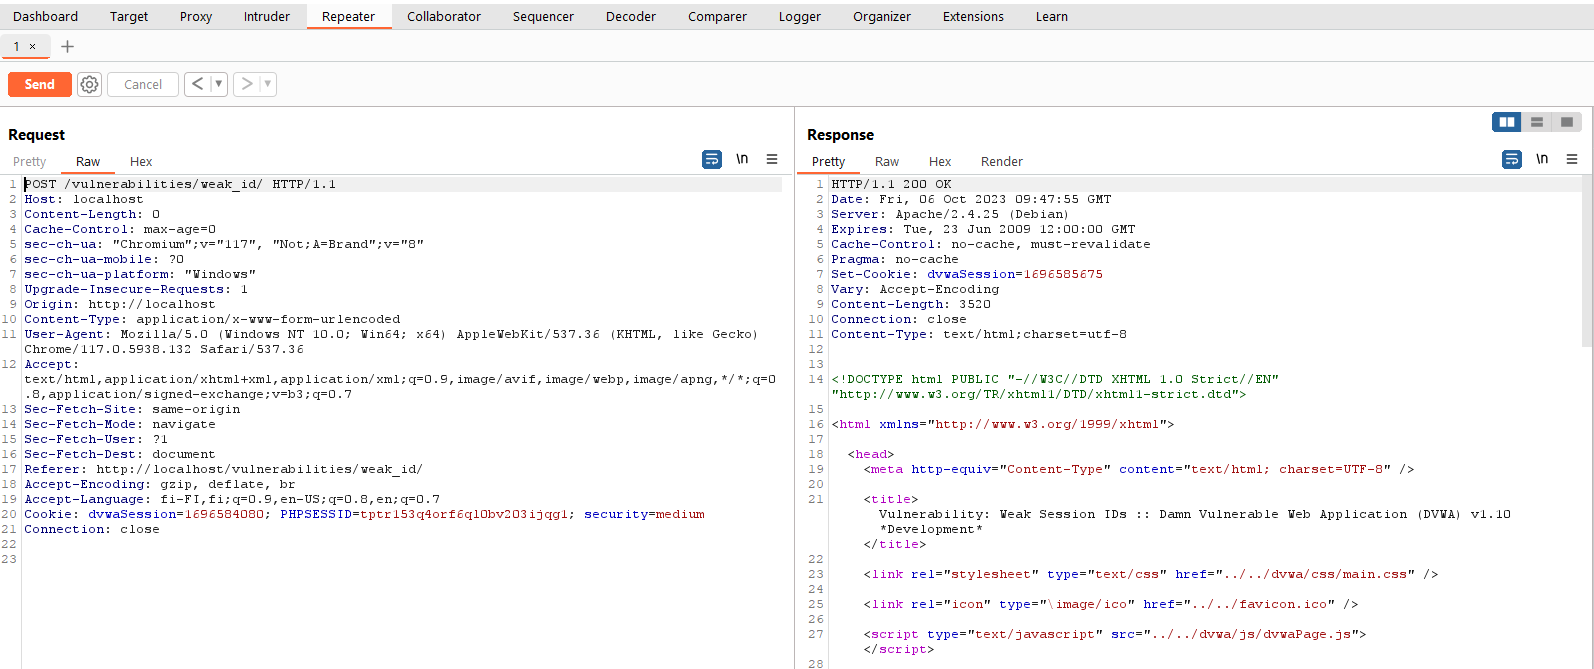 Dashboard Target Proxy Intruder Repeater Collaborator Sequencer Decoder Comparer Logger Organizer Extensions Learn
1 × +
Send Cancel < ▼ > ▼
Request
Pretty Raw Hex \n
1 POST /vulnerabilities/weak_id/ HTTP/1.1
2 Host: localhost
3 Content-Length: 0
4 Cache-Control: max-age=0
5 sec-ch-ua: "Chromium";v="117", "Not;A=Brand";v="8"
6 sec-ch-ua-mobile: ?0
7 sec-ch-ua-platform: "Windows"
8 Upgrade-Insecure-Requests: 1
9 Origin: http://localhost
10 Content-Type: application/x-www-form-urlencoded
11 User-Agent: Mozilla/5.0 (Windows NT 10.0; Win64; x64) AppleWebKit/537.36 (KHTML, like Gecko)
Chrome/117.0.5938.132 Safari/537.36
12 Accept:
text/html,application/xhtml+xml,application/xml;q=0.9,image/avif,image/webp,image/apng,*/*;q=0
.8,application/signed-exchange;v=b3;q=0.7
13 Sec-Fetch-Site: same-origin
14 Sec-Fetch-Mode: navigate
15 Sec-Fetch-User: ?1
16 Sec-Fetch-Dest: document
17 Referer: http://localhost/vulnerabilities/weak_id/
18 Accept-Encoding: gzip, deflate, br
19 Accept-Language: fi-FI,fi;q=0.9,en-US;q=0.8,en;q=0.7
20 Cookie: dvwaSession=1696584080; PHPSESSID=tptr153q4orf6ql0bv203ijqg1; security=medium
21 Connection: close
22
23
Response
Pretty Raw Hex Render \n
1 HTTP/1.1 200 OK
2 Date: Fri, 06 Oct 2023 09:47:55 GMT
3 Server: Apache/2.4.25 (Debian)
4 Expires: Tue, 23 Jun 2009 12:00:00 GMT
5 Cache-Control: no-cache, must-revalidate
6 Pragma: no-cache
7 Set-Cookie: dvwaSession=1696585675
8 Vary: Accept-Encoding
9 Content-Length: 3520
10 Connection: close
11 Content-Type: text/html;charset=utf-8
12
13
14 <!DOCTYPE html PUBLIC "-//W3C//DTD XHTML 1.0 Strict//EN"
"http://www.w3.org/TR/xhtml1/DTD/xhtml1-strict.dtd">
15
16 <html xmlns="http://www.w3.org/1999/xhtml">
17
18 <head>
19 <meta http-equiv="Content-Type" content="text/html; charset=UTF-8" />
20
21 <title>
Vulnerability: Weak Session IDs :: Damn Vulnerable Web Application (DVWA) v1.10
*Development*
</title>
22
23 <link rel="stylesheet" type="text/css" href="../../dvwa/css/main.css" />
24
25 <link rel="icon" type="\image/ico" href="../../favicon.ico" />
26
27 <script type="text/javascript" src="../../dvwa/js/dvwaPage.js">
</script>
28